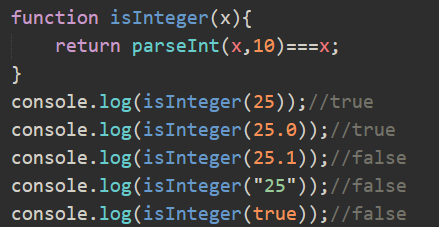 function isInteger(x){
    return parseInt(x,10)===x;
}
console.log(isInteger(25));//true
console.log(isInteger(25.0));//true
console.log(isInteger(25.1));//false
console.log(isInteger("25"));//false
console.log(isInteger(true));//false